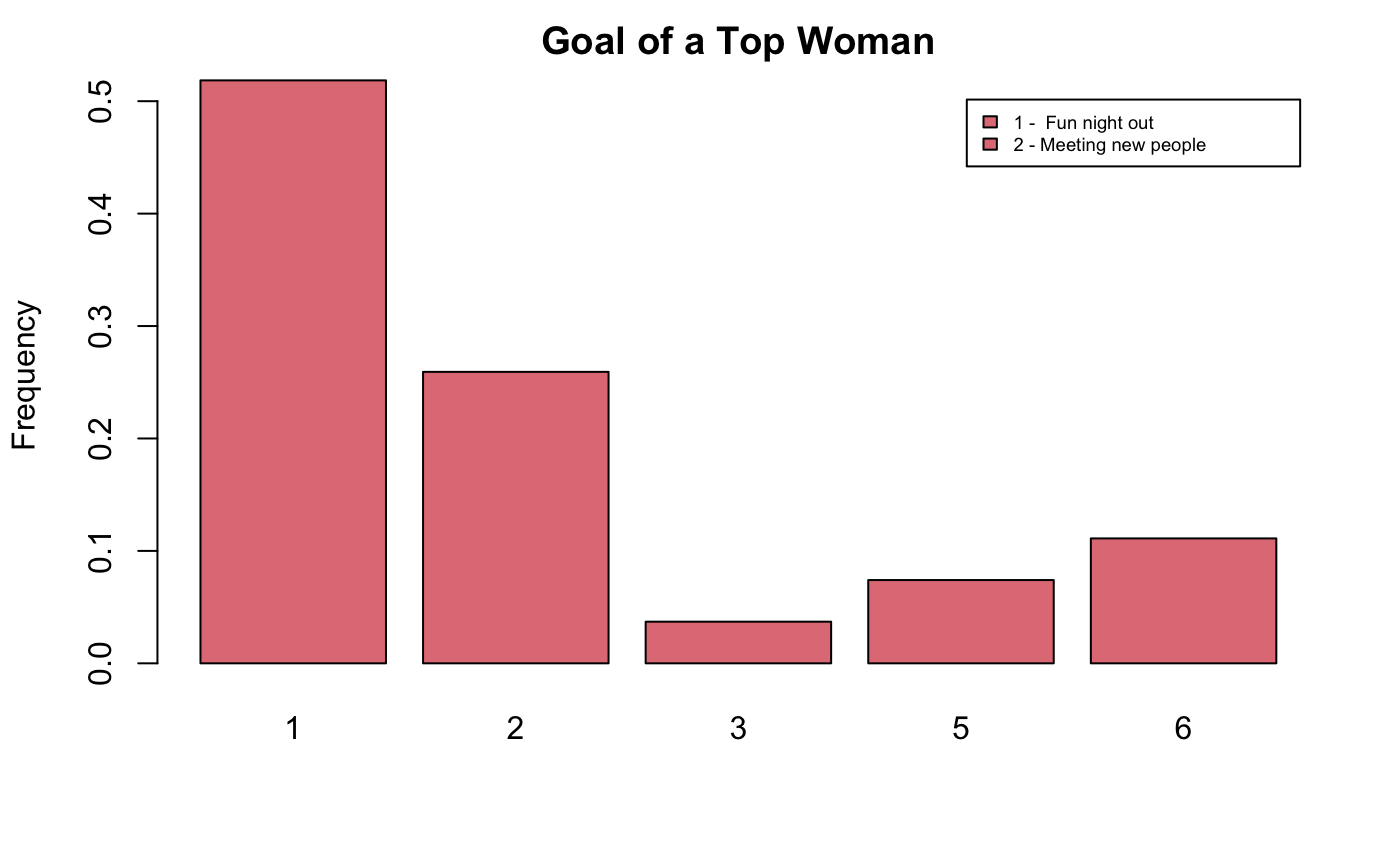 Goal of a Top Woman
1 -  Fun night out
2 - Meeting new people
Frequency
0.5
0.4
0.3
0.2
0.1
0.0
1 2 3 5 6